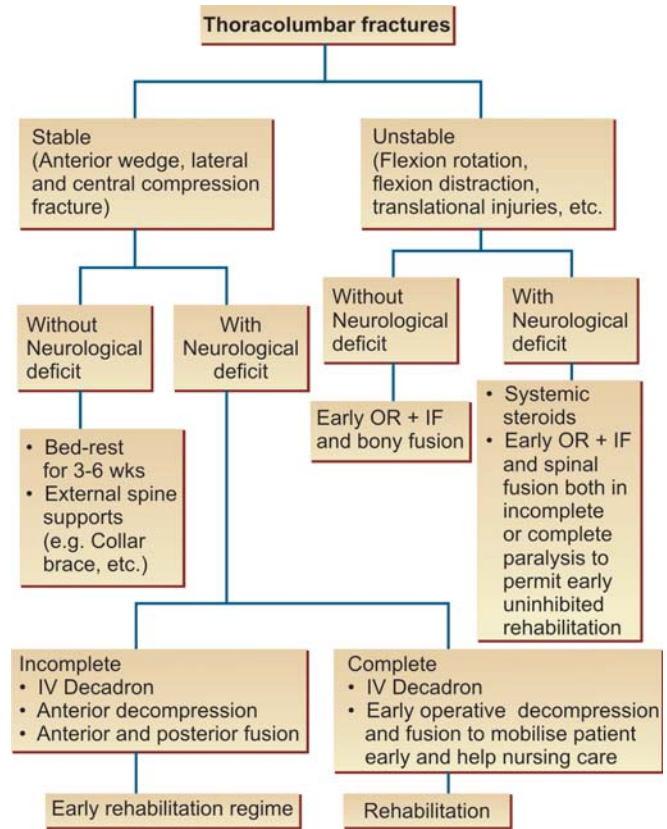 Thoracolumbar fractures
Stable
(Anterior wedge, lateral
and central compression
fracture)
Unstable
(Flexion rotation,
flexion distraction,
translational injuries, etc.
Without
Neurological
deficit
With
Neurological
deficit
Without
Neurological
deficit
With
Neurological
deficit
• Bed-rest
for 3-6 wks
• External spine
supports
(e.g. Collar
brace, etc.)
Early OR + IF
and bony fusion
• Systemic
steroids
• Early OR + IF
and spinal
fusion both in
incomplete
or complete
paralysis to
permit early
uninhibited
rehabilitation
Incomplete
• IV Decadron
• Anterior decompression
• Anterior and posterior fusion
Complete
• IV Decadron
• Early operative decompression
and fusion to mobilise patient
early and help nursing care
Early rehabilitation regime
Rehabilitation